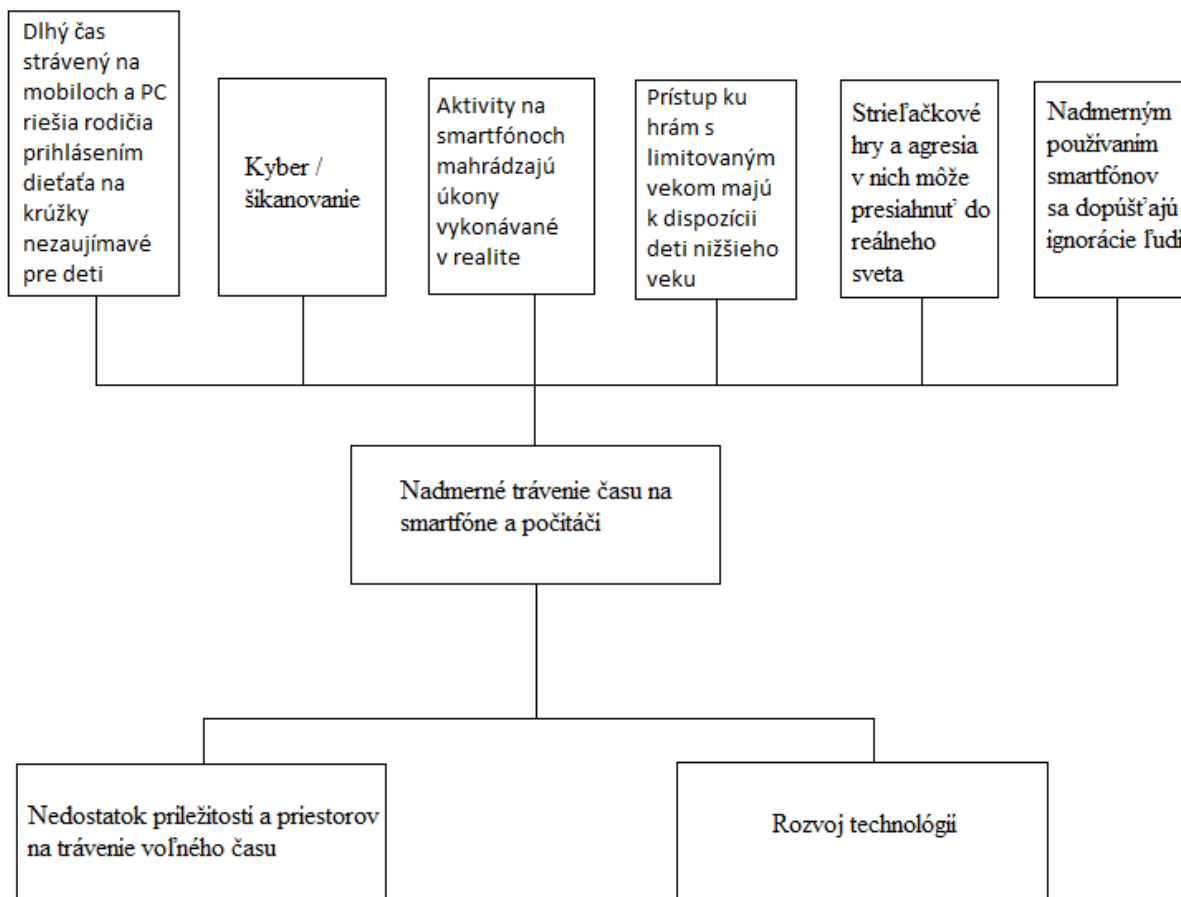 Dlhý čas
strávený na
mobiloch a PC
riešia rodičia
prihlásením
dieťaťa na
krúžky
nezaujímavé
pre deti
Kyber /
šikanovanie
Aktivity na
smartfónoch
mahrádzajú
úkony
vykonávané
v realite
Prístup ku
hrám s
limitovaným
vekom majú
k dispozícii
deti nižšieho
veku
Strieľačkové
hry a agresia
v nich môže
presiahnuť do
reálneho
sveta
Nadmerným
používaním
smartfónov
sa dopúšťajú
ignorácie ľudí
Nadmerné trávenie času na
smartfóne a počítáči
Nedostatok príležitostí a priestorov
na trávenie voľného času
Rozvoj technológií